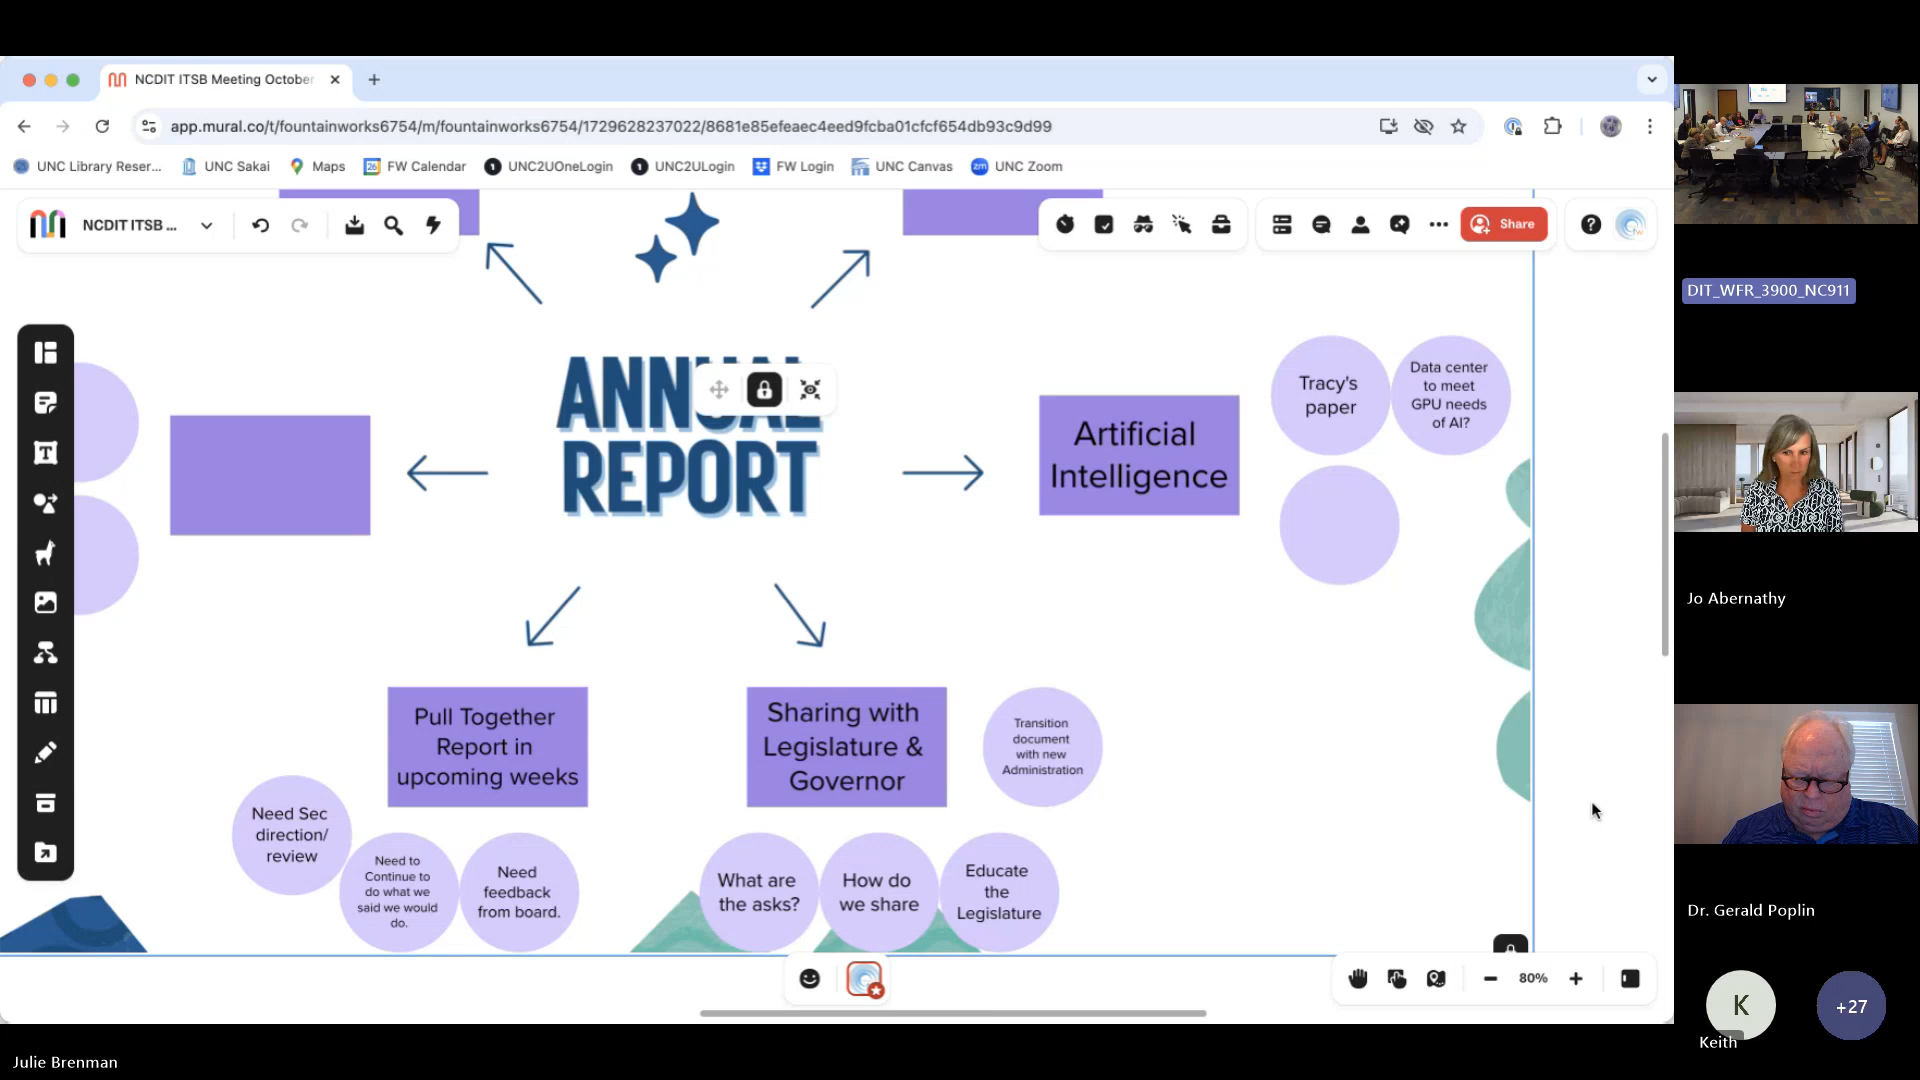 NCDIT ITSB Meeting October
app.mural.co/t/fountainworks6754/m/fountainworks6754/1729628237022/8681e85efeaec4eed9fcba01cfcf654db93c9d99
UNC Library Reser...
UNC Sakai
Maps
26
FW Calendar
UNC2UOneLogin
UNC2ULogin
FW Login
UNC Canvas
zm
UNC Zoom
NCDIT ITSB ...
Share
ANNUAL
REPORT
Artificial
Intelligence
Tracy's
paper
Data center
to meet
GPU needs
of AI?
Pull Together
Report in
upcoming weeks
Sharing with
Legislature &
Governor
Transition
document
with new
Administration
Need Sec
direction/
review
Need to
Continue to
do what we
said we would
do.
Need
feedback
from board.
What are
the asks?
How do
we share
Educate
the
Legislature
80%
DIT_WFR_3900_NC911
Jo Abernathy
Dr. Gerald Poplin
K
Keith
+27
Julie Brenman